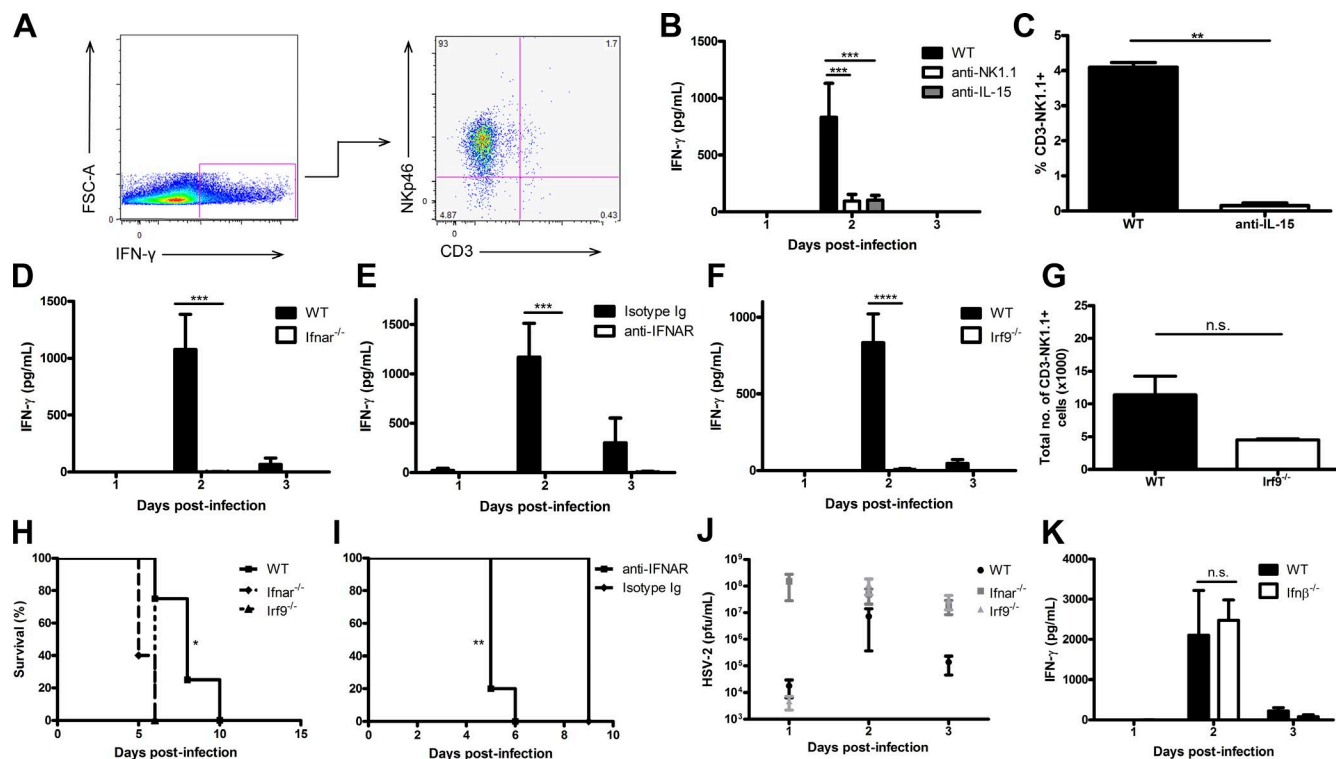 A
FSC-A
0
0
IFN-γ
NKp46
93
1.7
0
4.87
0.43
0
CD3
B
IFN-γ (pg/mL)
1500
1000
500
0
***
***
WT
anti-NK1.1
anti-IL-15
1
2
3
Days post-infection
C
% CD3-NK1.1+
5
4
3
2
1
0
**
WT
anti-IL-15
D
IFN-γ (pg/mL)
1500
1000
500
0
***
WT
Ifnar-/-
1
2
3
Days post-infection
E
IFN-γ (pg/mL)
1500
1000
500
0
***
Isotype Ig
anti-IFNAR
1
2
3
Days post-infection
F
IFN-γ (pg/mL)
1000
500
0
****
WT
Irf9-/-
1
2
3
Days post-infection
G
Total no. of CD3-NK1.1+
cells (x1000)
25
20
15
10
5
0
n.s.
WT
Irf9-/-
H
Survival (%)
100
80
60
40
20
0
*
WT
Ifnar-/-
Irf9-/-
0
5
10
15
Days post-infection
I
100
80
60
40
20
0
**
anti-IFNAR
Isotype Ig
0
2
4
6
8
10
Days post-infection
J
HSV-2 (pfu/mL)
10⁹
10⁸
10⁷
10⁶
10⁵
10⁴
10³
WT
Ifnar-/-
Irf9-/-
1
2
3
Days post-infection
K
IFN-γ (pg/mL)
4000
3000
2000
1000
0
n.s.
WT
Ifnβ-/-
1
2
3
Days post-infection